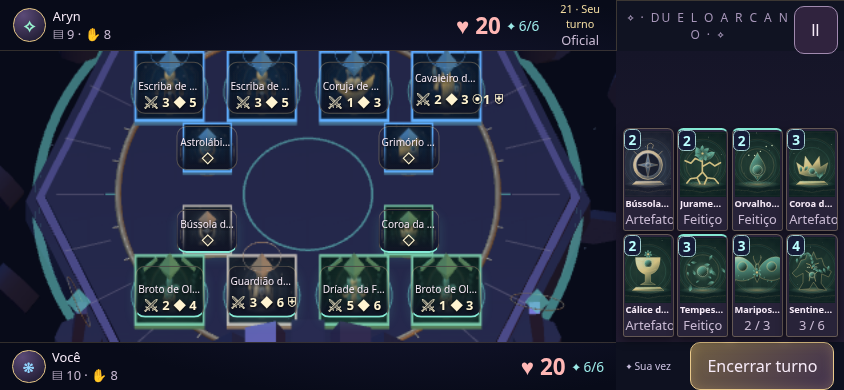 Aryn
9 · 8
20 6/6
21 · Seu
turno
Oficial
· D U E L O A R C A N
O ·
II
Escriba de ...
3 5
Escriba de ...
3 5
Coruja de ...
1 3
Cavaleiro d...
2 3 1
Astrolábi...
Grimório ...
Bússola d...
Coroa da ...
Broto de Ol...
2 4
Guardião d...
3 6
Dríade da F...
5 6
Broto de Ol...
1 3
2
Bússola...
Artefato
2
Jurame...
Feitiço
2
Orvalho...
Feitiço
3
Coroa d...
Artefato
2
Cálice d...
Artefato
3
Tempes...
Feitiço
3
Maripos...
2 / 3
4
Sentine...
3 / 6
Você
10 · 8
20 6/6
Sua vez
Encerrar turno